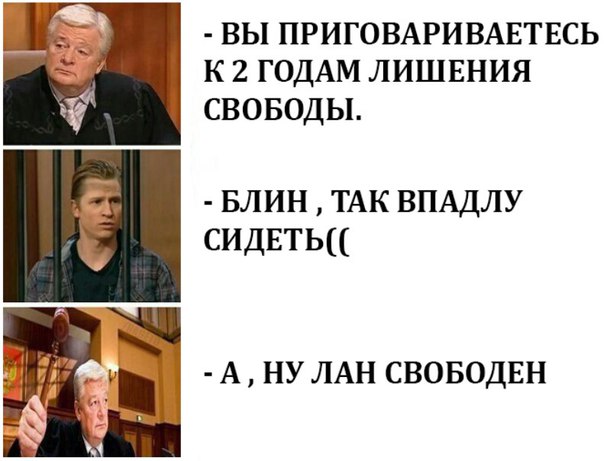 - ВЫ ПРИГОВАРИВАЕТЕСЬ
К 2 ГОДАМ ЛИШЕНИЯ
СВОБОДЫ.
- БЛИН , ТАК ВПАДЛУ
СИДЕТЬ((
- А , НУ ЛАН СВОБОДЕН